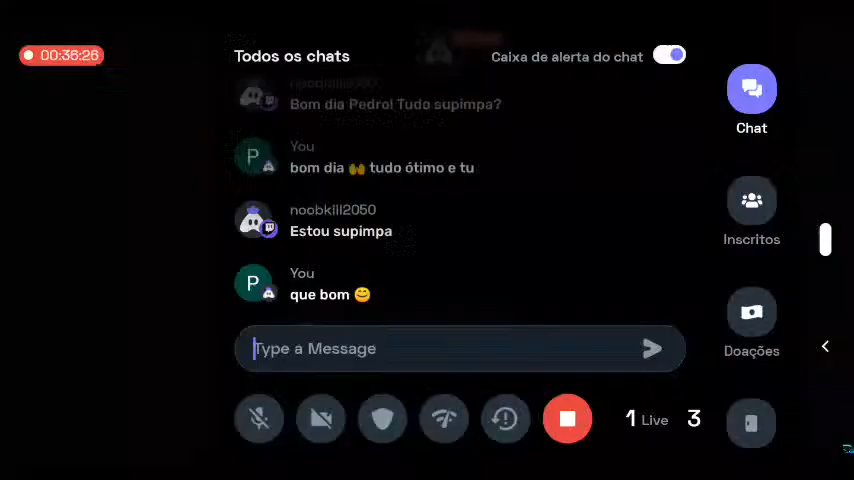 00:36:26
Todos os chats
Caixa de alerta do chat
Bom dia Pedro! Tudo supimpa?
You
bom dia 🙌 tudo ótimo e tu
noobkill2050
Estou supimpa
You
que bom 😊
Type a Message
Chat
Inscritos
Doações
1 Live 3
P
P